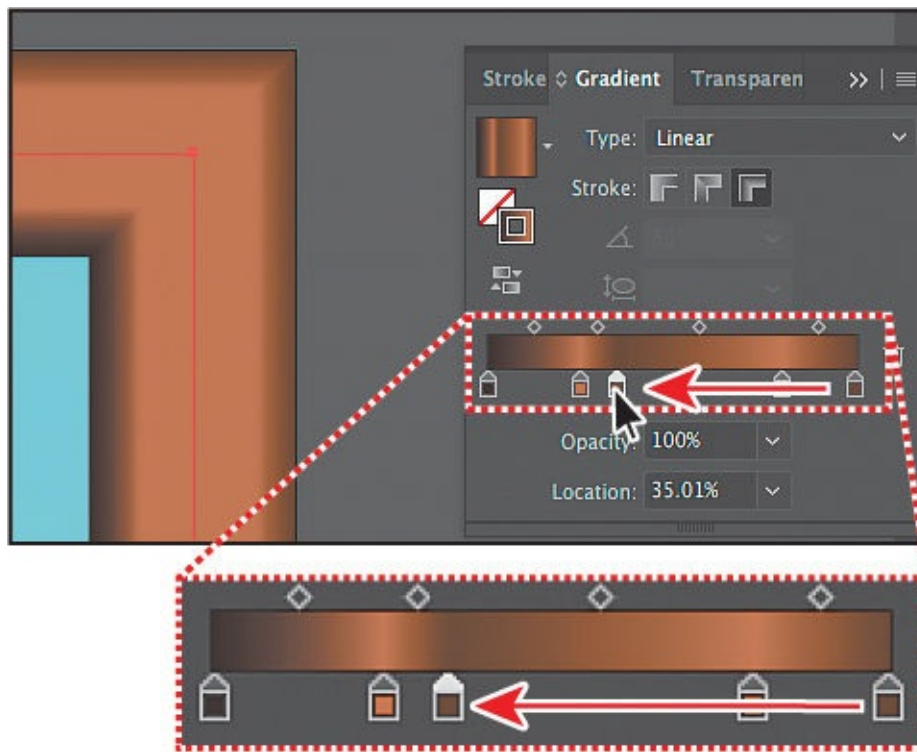 Stroke Gradient Transparen
Type: Linear
Stroke:
Opacity: 100%
Location: 35.01%